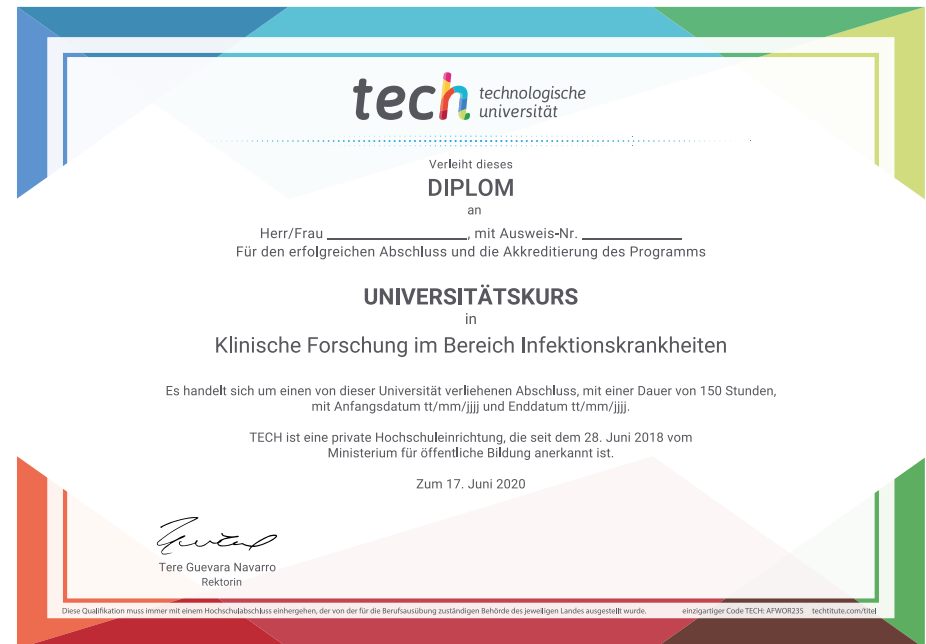 tech technologische
universität
Verleiht dieses
DIPLOM
an
Herr/Frau ____________________, mit Ausweis-Nr. ______________
Für den erfolgreichen Abschluss und die Akkreditierung des Programms
UNIVERSITÄTSKURS
in
Klinische Forschung im Bereich Infektionskrankheiten
Es handelt sich um einen von dieser Universität verliehenen Abschluss, mit einer Dauer von 150 Stunden,
mit Anfangsdatum tt/mm/jjjj und Enddatum tt/mm/jjjj.
TECH ist eine private Hochschuleinrichtung, die seit dem 28. Juni 2018 vom
Ministerium für öffentliche Bildung anerkannt ist.
Zum 17. Juni 2020
Tere Guevara Navarro
Rektorin
Diese Qualifikation muss immer mit einem Hochschulabschluss einhergehen, der von der für die Berufsausübung zuständigen Behörde des jeweiligen Landes ausgestellt wurde. einzigartiger Code TECH: AFWOR23S techtitute.com/titel